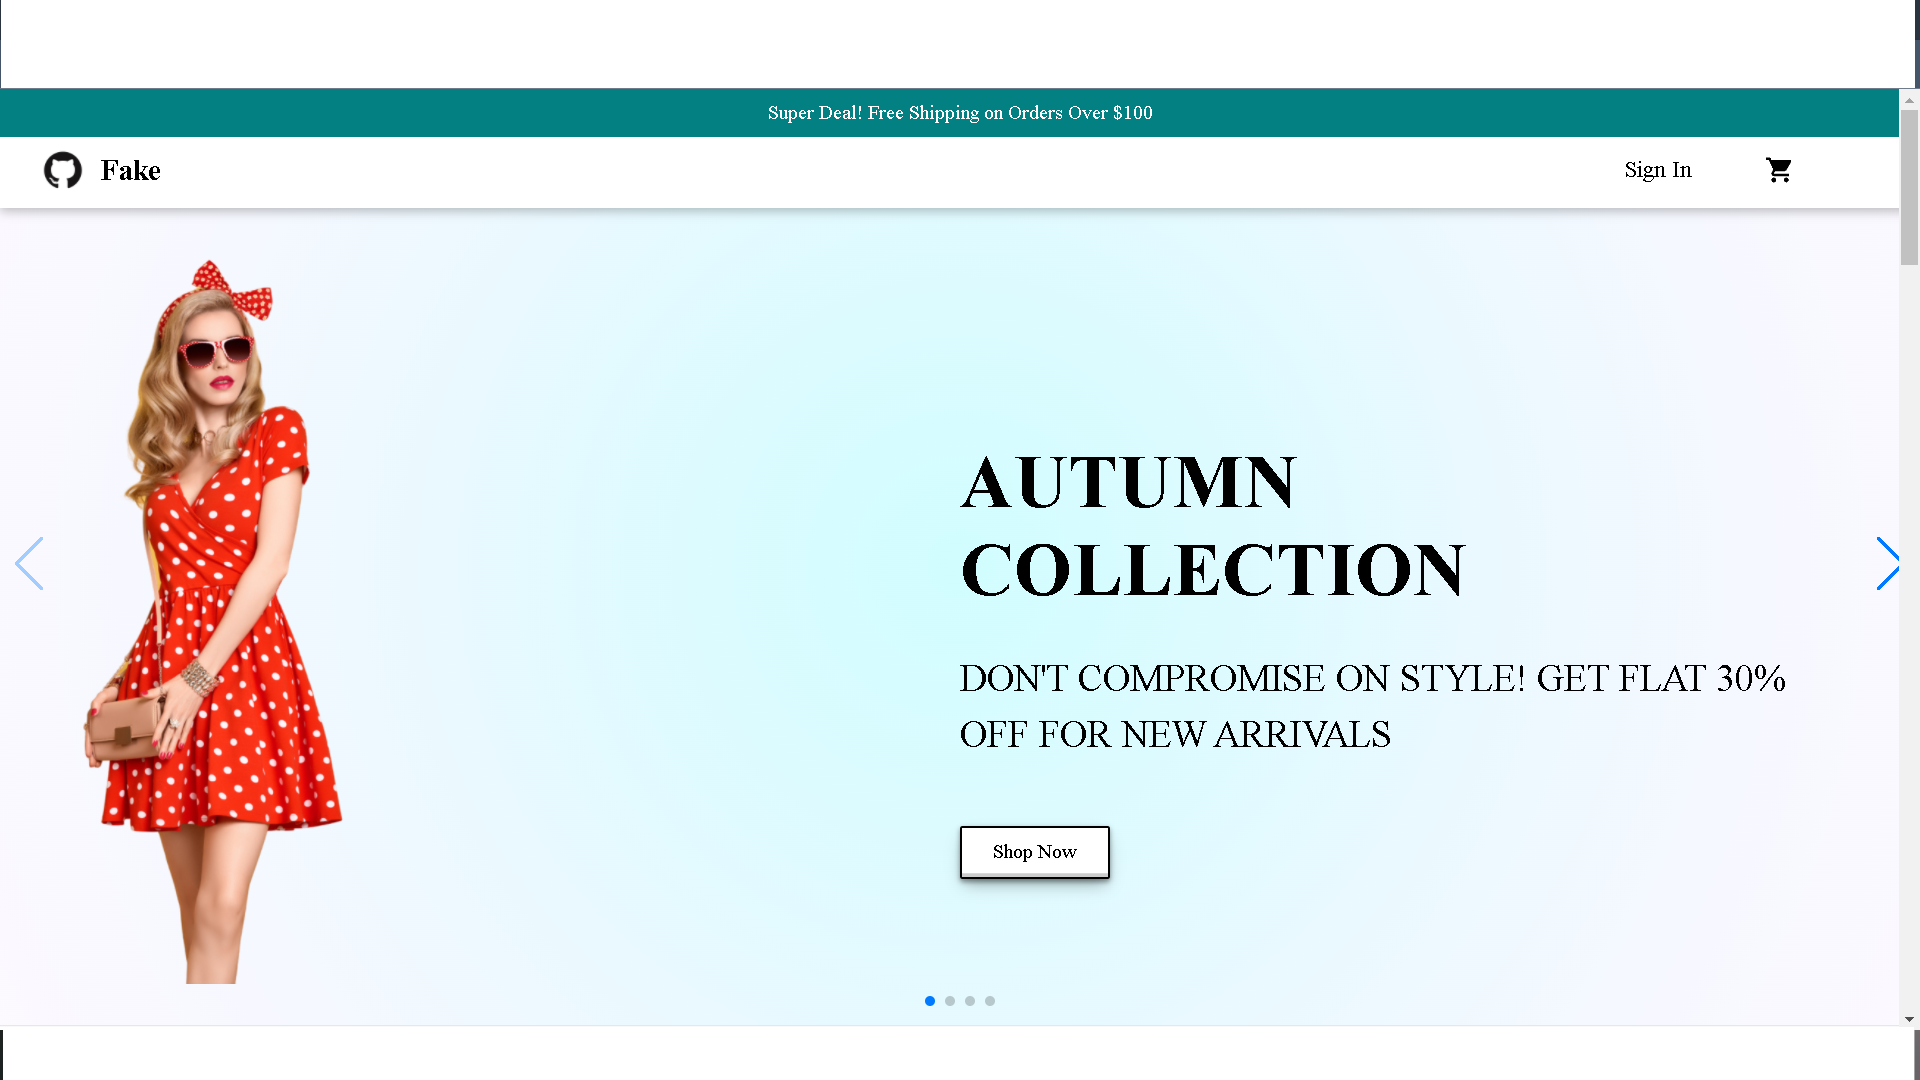 Super Deal! Free Shipping on Orders Over $100
Fake
Sign In
AUTUMN
COLLECTION
DON'T COMPROMISE ON STYLE! GET FLAT 30%
OFF FOR NEW ARRIVALS
Shop Now